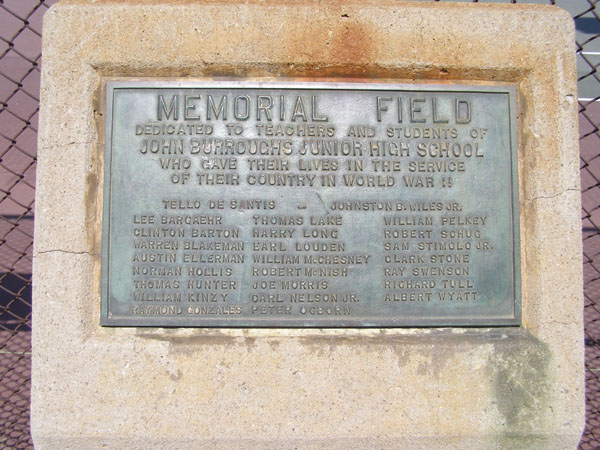 MEMORIAL FIELD
DEDICATED TO TEACHERS AND STUDENTS OF
JOHN BURROUGHS JUNIOR HIGH SCHOOL
WHO GAVE THEIR LIVES IN THE SERVICE
OF THEIR COUNTRY IN WORLD WAR II
TELLO DE SANTIS — JOHNSTON B. WILES JR.
LEE BARGAEHR THOMAS LAKE WILLIAM PELKEY
CLINTON BARTON HARRY LONG ROBERT SCHUG
WARREN BLAKEMAN EARL LOUDEN SAM STIMOLO JR.
AUSTIN ELLERMAN WILLIAM McCHESNEY CLARK STONE
NORMAN HOLLIS ROBERT McNISH RAY SWENSON
THOMAS HUNTER JOE MORRIS RICHARD TULL
WILLIAM KINZY CARL NELSON JR. ALBERT WYATT
RAYMOND GONZALES PETER OGBORN